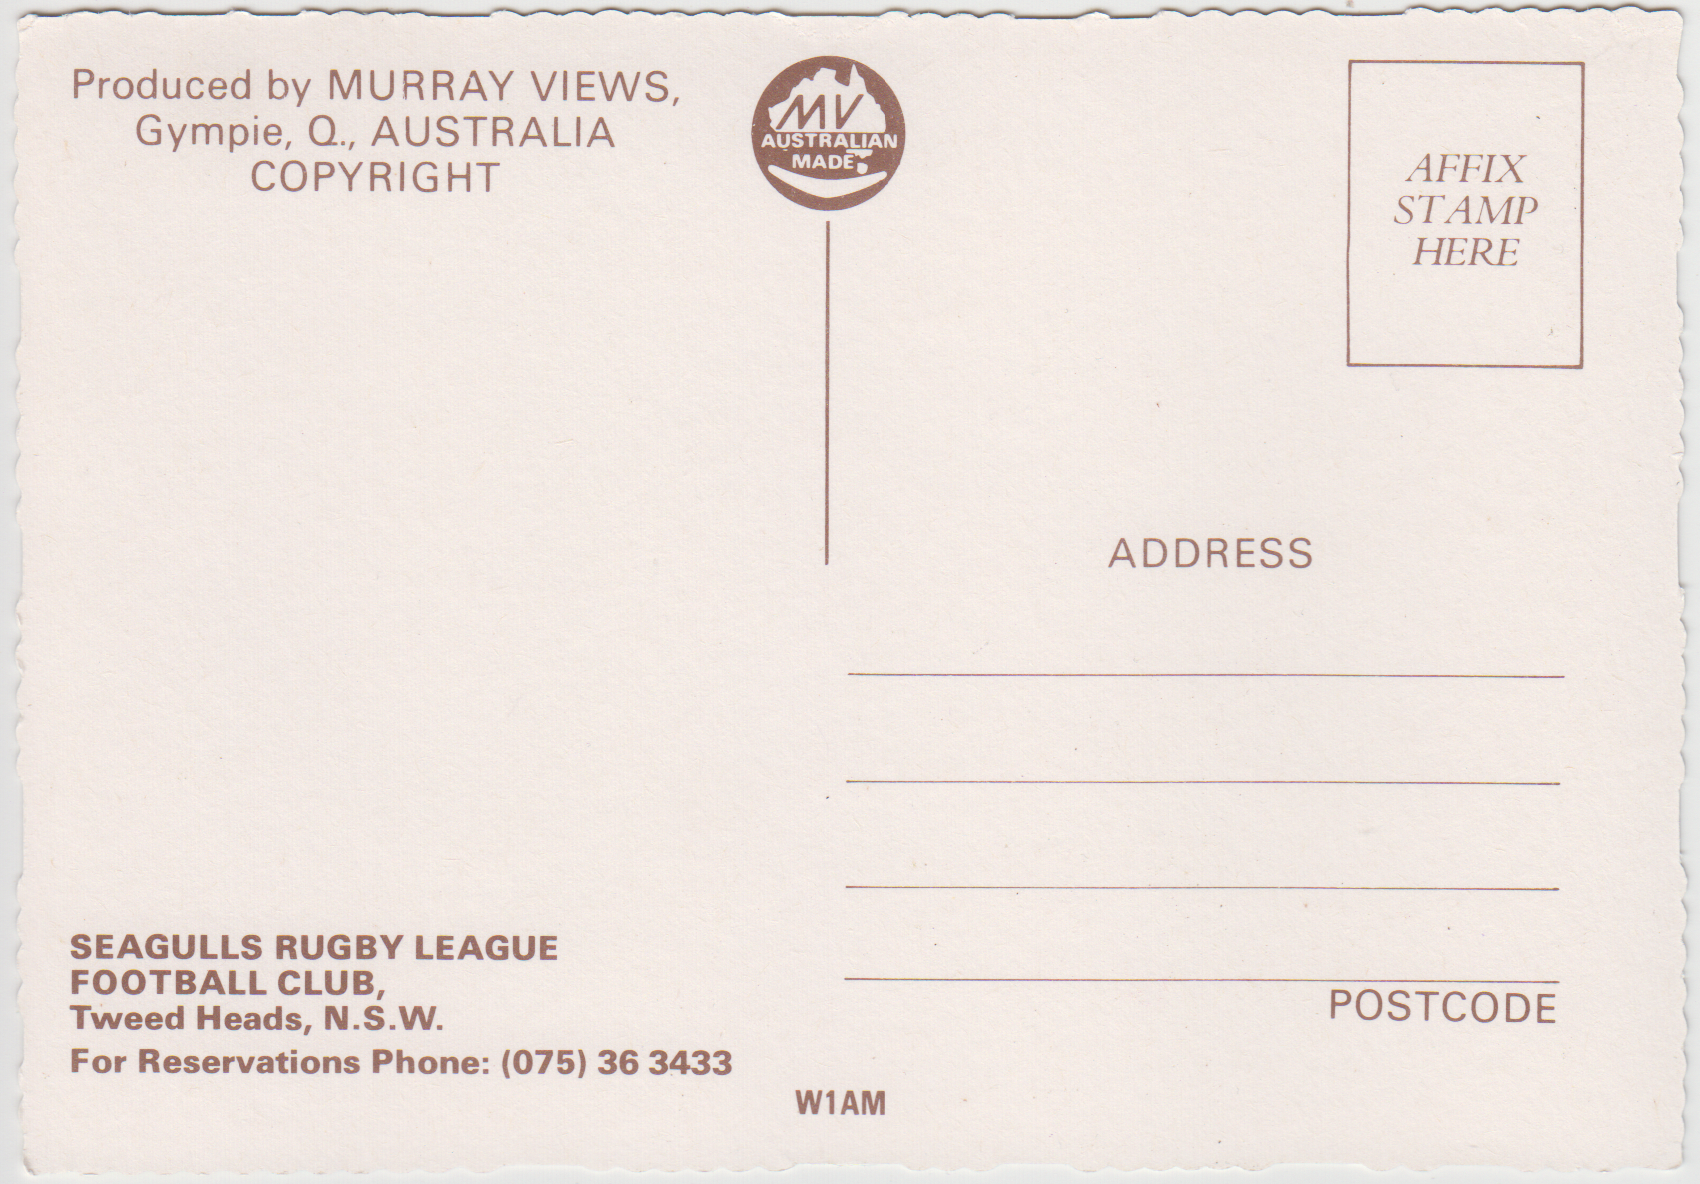 Produced by MURRAY VIEWS,
Gympie, Q., AUSTRALIA
COPYRIGHT
MV
AUSTRALIAN
MADE
AFFIX
STAMP
HERE
ADDRESS
POSTCODE
SEAGULLS RUGBY LEAGUE
FOOTBALL CLUB,
Tweed Heads, N.S.W.
For Reservations Phone: (075) 36 3433
W1AM